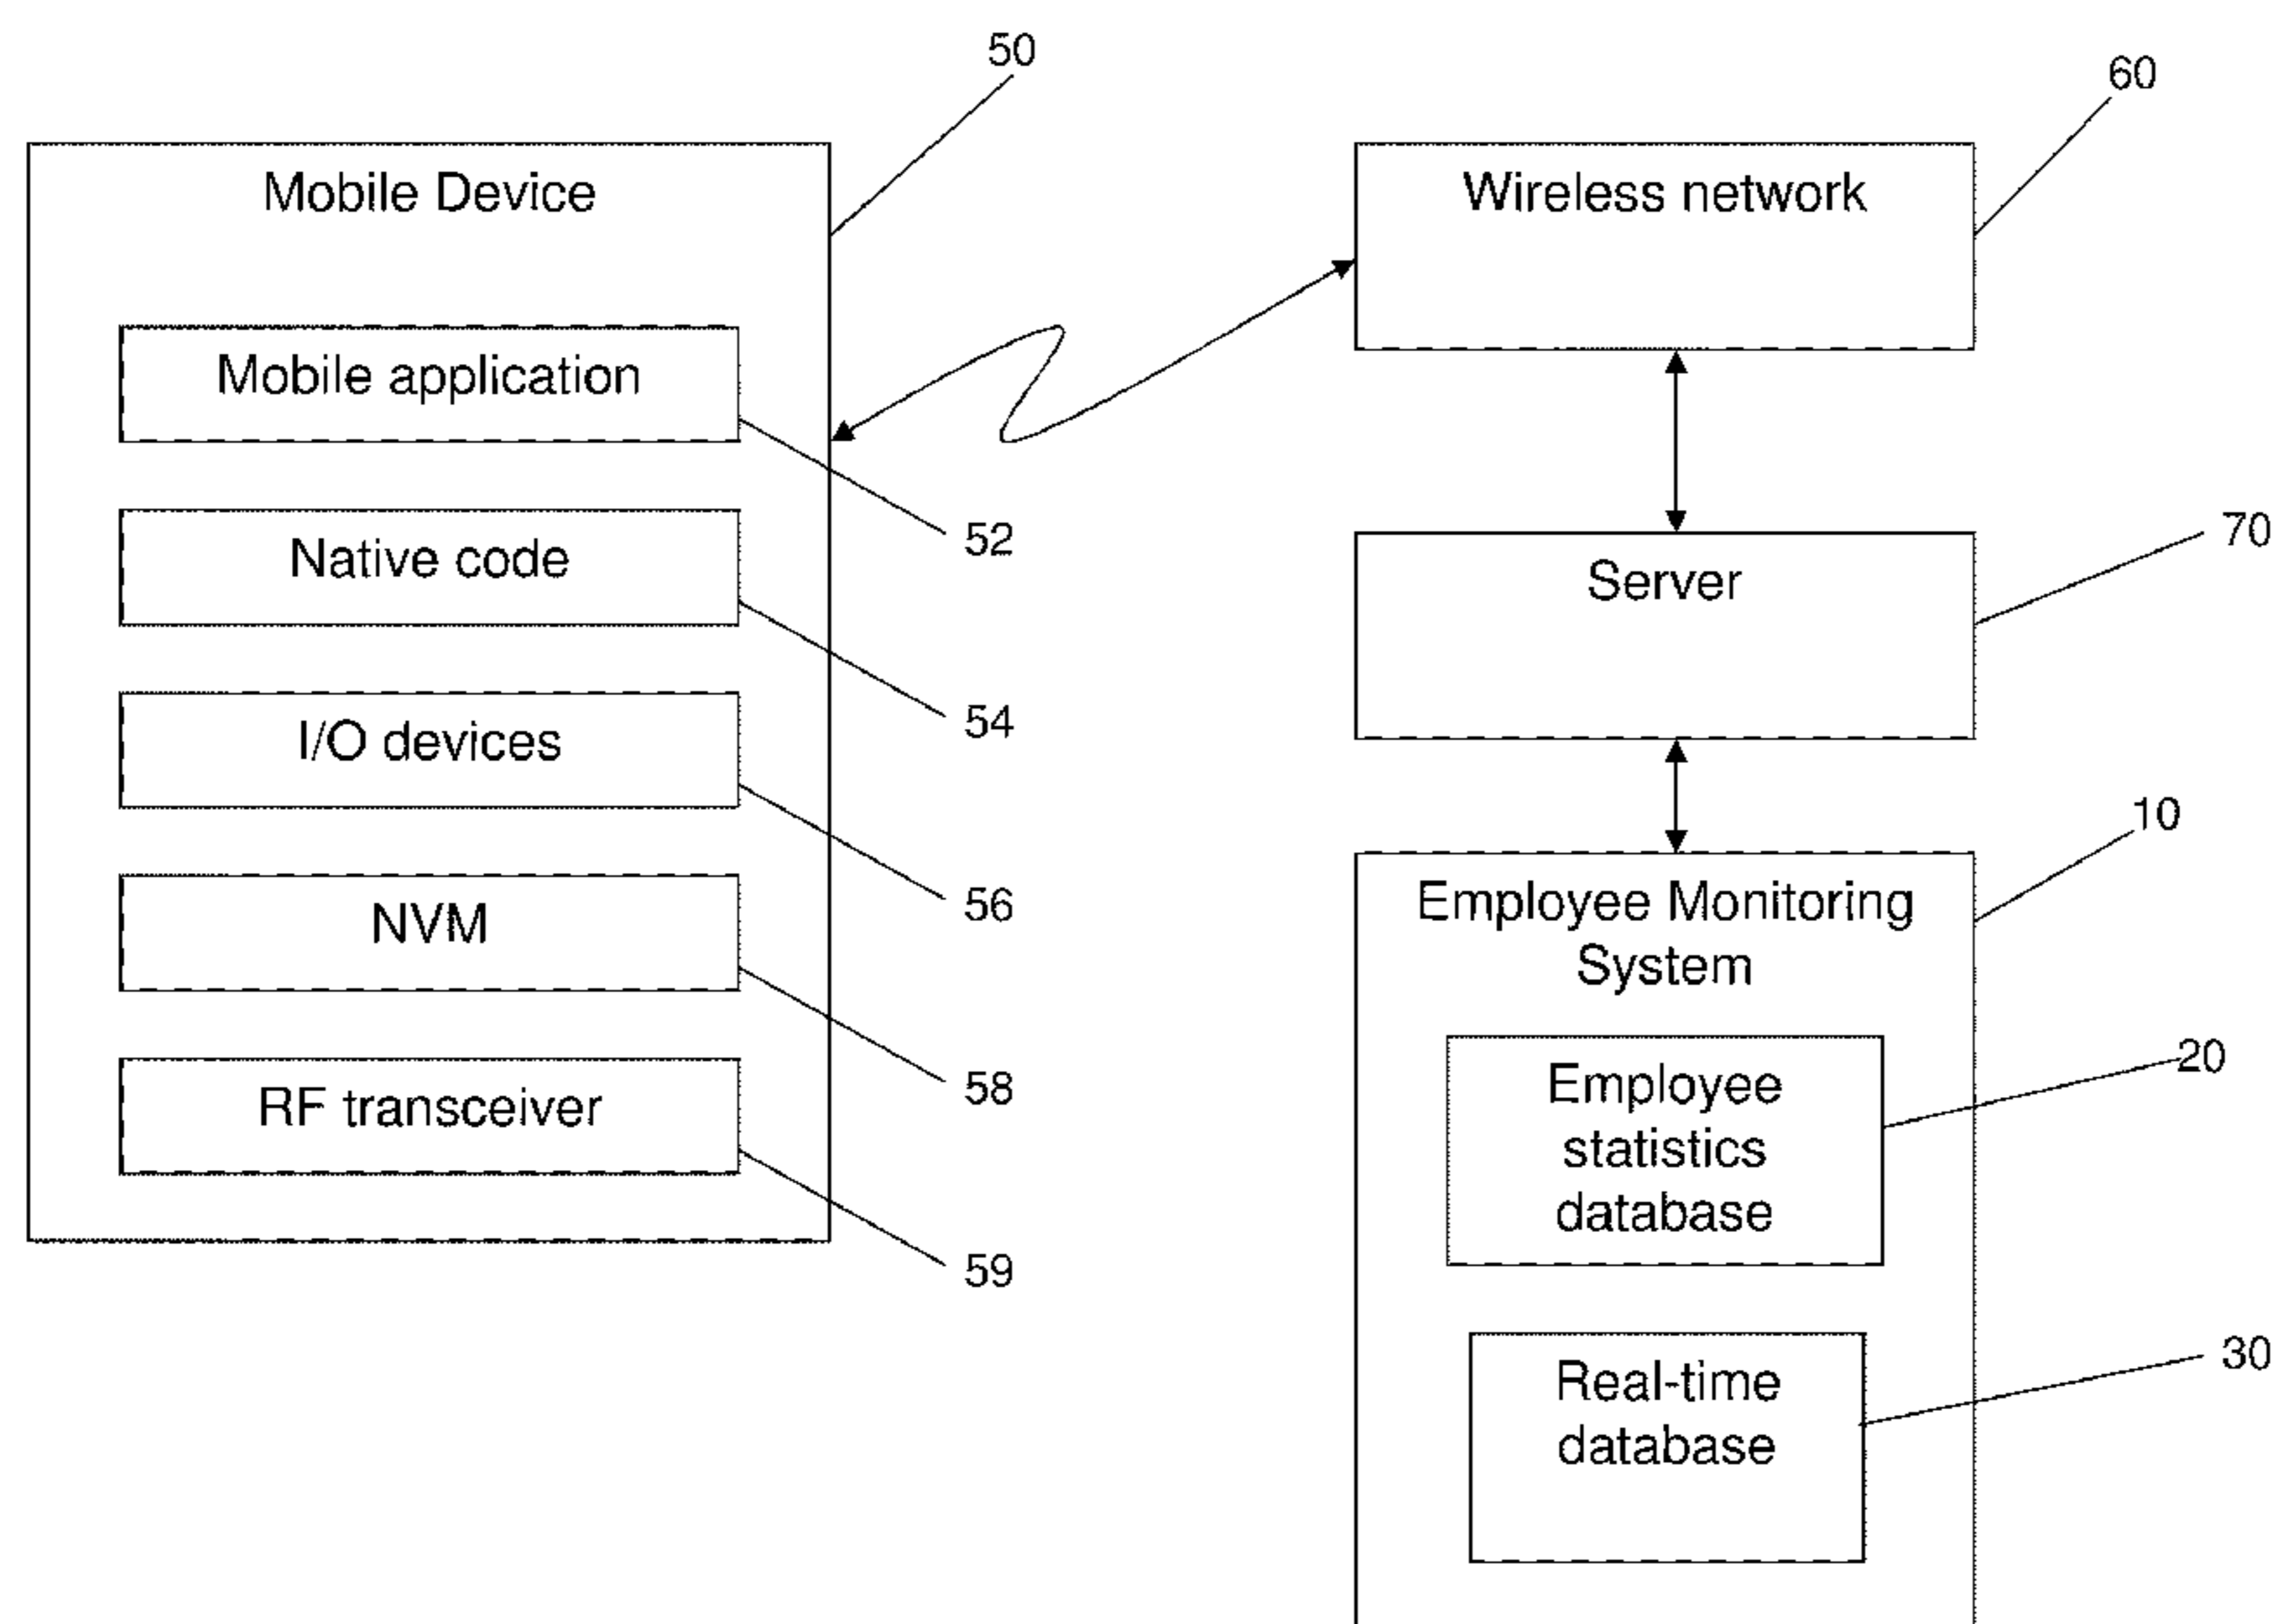 50
60
Mobile Device
Wireless network
Mobile application
52
Native code
70
Server
54
I/O devices
10
56
Employee Monitoring
System
NVM
58
20
Employee
statistics
database
RF transceiver
59
30
Real-time
database